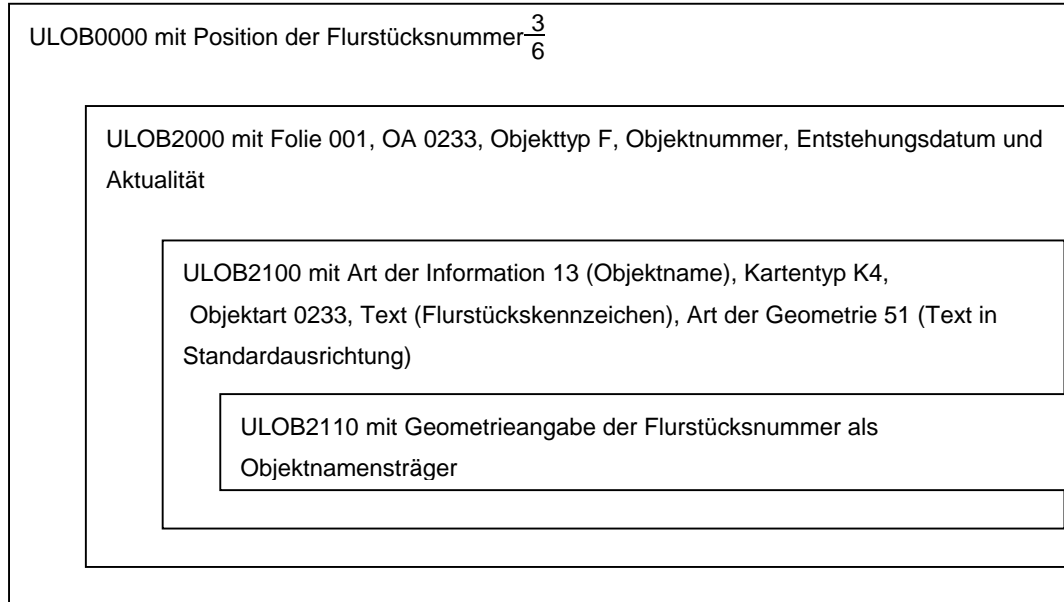 ULOB0000 mit Position der Flurstücksnummer 3/6
ULOB2000 mit Folie 001, OA 0233, Objekttyp F, Objektnummer, Entstehungsdatum und
Aktualität
ULOB2100 mit Art der Information 13 (Objektname), Kartentyp K4,
Objektart 0233, Text (Flurstückskennzeichen), Art der Geometrie 51 (Text in
Standardausrichtung)
ULOB2110 mit Geometrieangabe der Flurstücksnummer als
Objektnamensträger